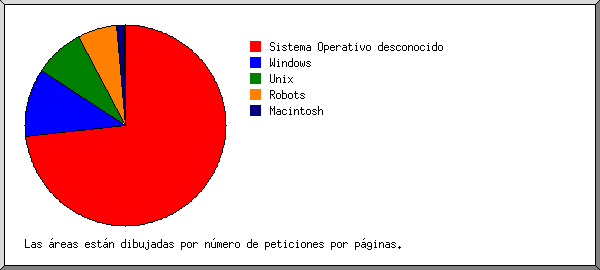 Sistema Operativo desconocido
Windows
Unix
Robots
Macintosh
Las áreas están dibujadas por número de peticiones por páginas.